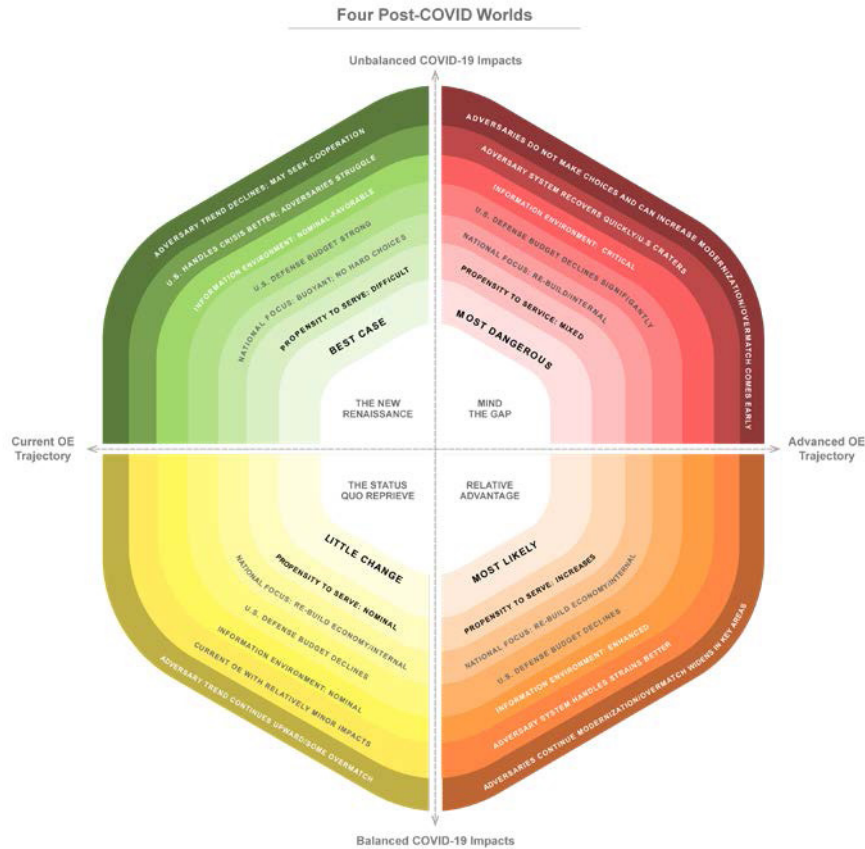 Four Post-COVID Worlds
Unbalanced COVID-19 Impacts
ADVERSARY TREND DECLINES; MAY SEEK COOPERATION
U.S. HANDLES CRISIS BETTER; ADVERSARIES STRUGGLE
INFORMATION ENVIRONMENT: NOMINAL-FAVORABLE
U.S. DEFENSE BUDGET STRONG
NATIONAL FOCUS: BUOYANT; NO HARD CHOICES
PROPENSITY TO SERVE: DIFFICULT
BEST CASE
THE NEW
RENAISSANCE
ADVERSARIES DO NOT MAKE CHOICES AND CAN INCREASE MODERNIZATION/OVERMATCH COMES EARLY
ADVERSARY SYSTEM RECOVERS QUICKLY/U.S CRATERS
INFORMATION ENVIRONMENT: CRITICAL
U.S. DEFENSE BUDGET DECLINES SIGNIFIGANTLY
NATIONAL FOCUS: RE-BUILD/INTERNAL
PROPENSITY TO SERVICE: MIXED
MOST DANGEROUS
MIND
THE GAP
Current OE
Trajectory
Advanced OE
Trajectory
THE STATUS
QUO REPRIEVE
LITTLE CHANGE
PROPENSITY TO SERVE: NOMINAL
NATIONAL FOCUS: RE-BUILD ECONOMY/INTERNAL
U.S. DEFENSE BUDGET DECLINES
INFORMATION ENVIRONMENT: NOMINAL
CURRENT OE WITH RELATIVELY MINOR IMPACTS
ADVERSARY TREND CONTINUES UPWARD/SOME OVERMATCH
RELATIVE
ADVANTAGE
MOST LIKELY
PROPENSITY TO SERVE: INCREASES
NATIONAL FOCUS: RE-BUILD ECONOMY/INTERNAL
U.S. DEFENSE BUDGET DECLINES
INFORMATION ENVIRONMENT: ENHANCED
ADVERSARY SYSTEM HANDLES STRAINS BETTER
ADVERSARIES CONTINUE MODERNIZATION/OVERMATCH WIDENS IN KEY AREAS
Balanced COVID-19 Impacts